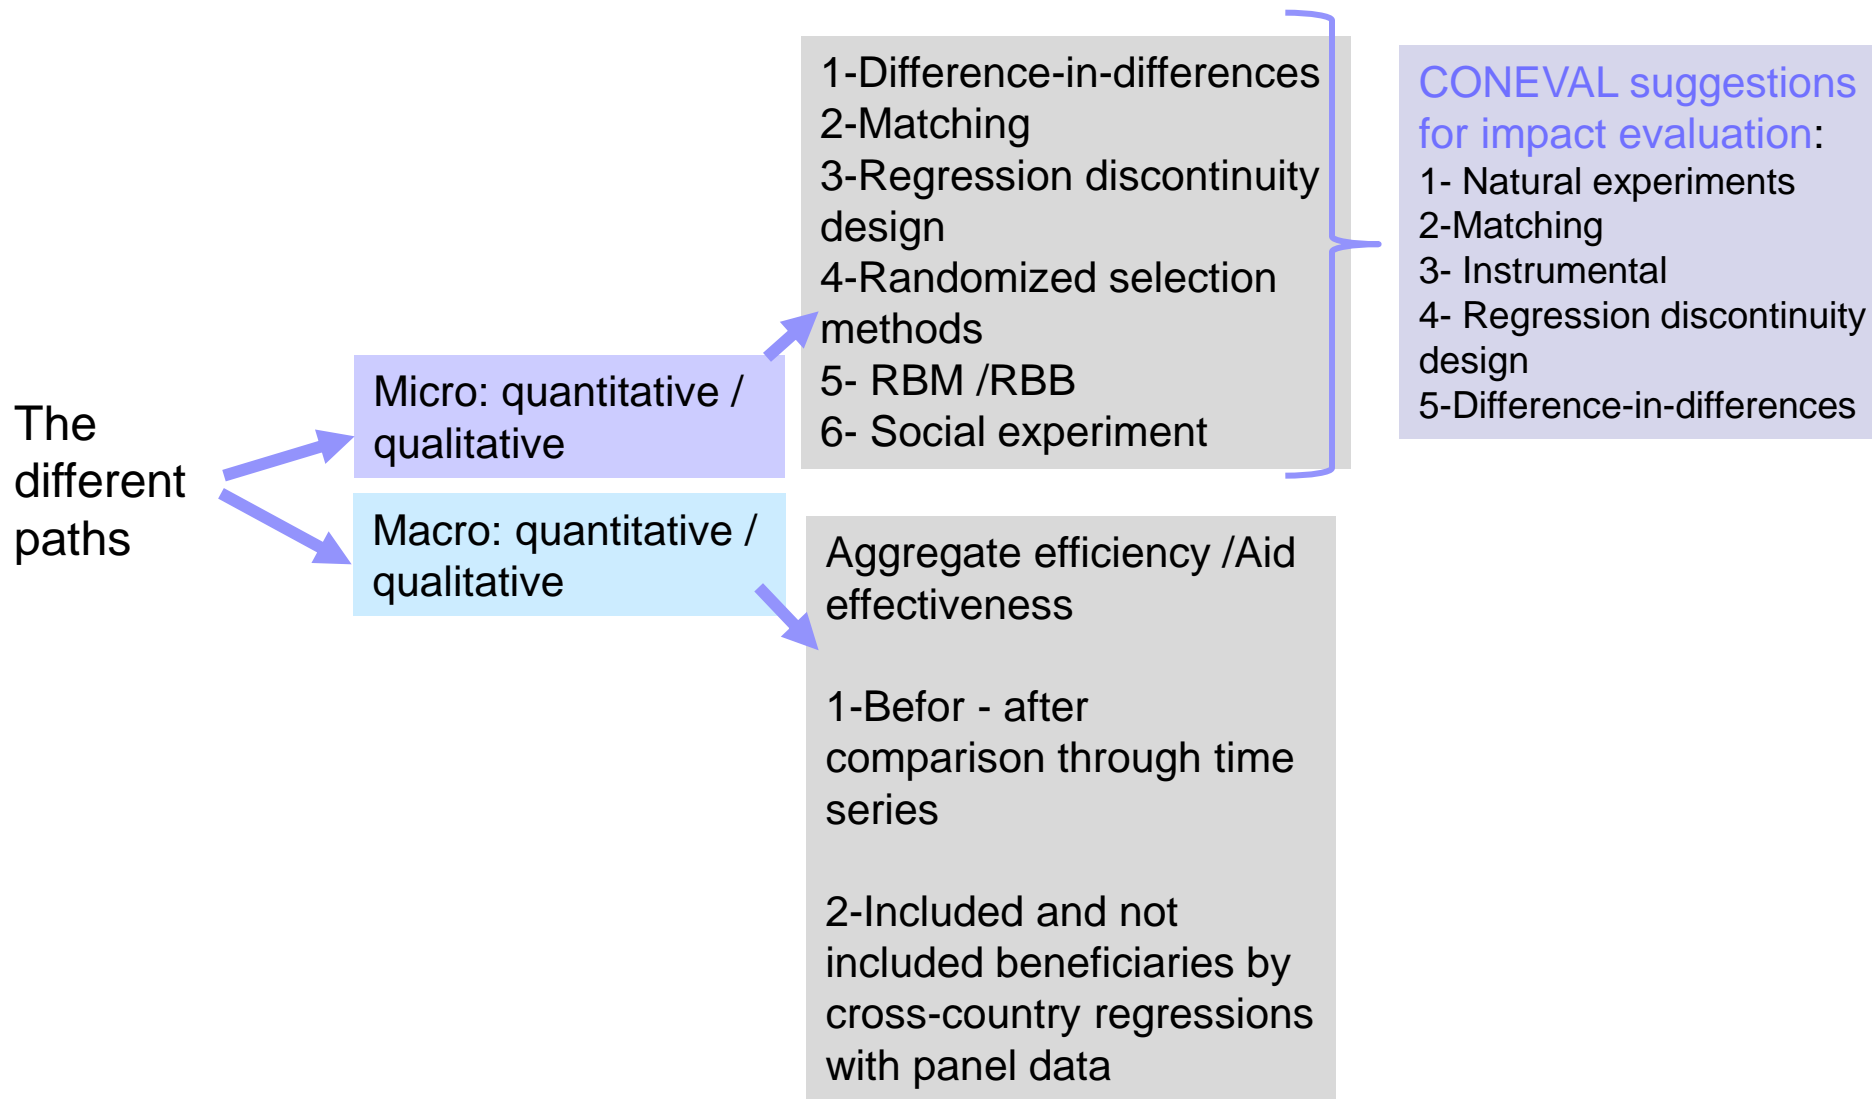 The
different
paths
Micro: quantitative /
qualitative
Macro: quantitative /
qualitative
1-Difference-in-differences
2-Matching
3-Regression discontinuity
design
4-Randomized selection
methods
5- RBM /RBB
6- Social experiment
Aggregate efficiency /Aid
effectiveness
1-Befor - after
comparison through time
series
2-Included and not
included beneficiaries by
cross-country regressions
with panel data
CONEVAL suggestions
for impact evaluation:
1- Natural experiments
2-Matching
3- Instrumental
4- Regression discontinuity
design
5-Difference-in-differences